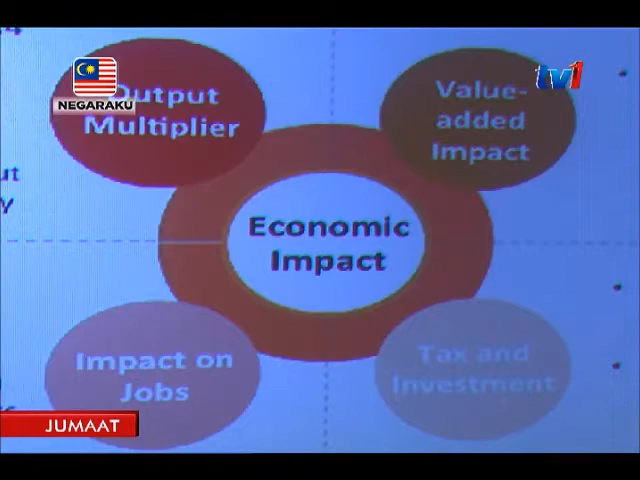 NEGARAKU
tv1
Output
Multiplier
Value-
added
Impact
Economic
Impact
Impact on
Jobs
Tax and
Investment
JUMAAT